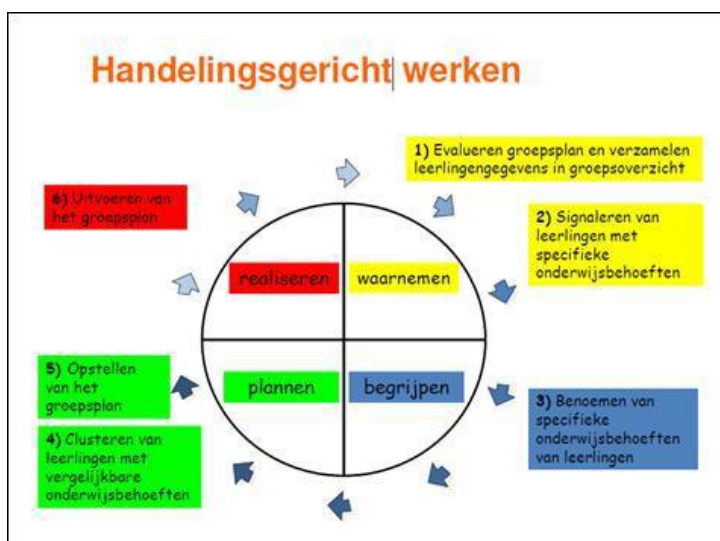 Handelingsgericht werken
1) Evalueren groepsplan en verzamelen
leerlingengegevens in groepsoverzicht
6) Uitvoeren van
het groepsplan
2) Signaleren van
leerlingen met
specifieke
onderwijsbehoeften
realiseren
waarnemen
5) Opstellen
van het
groepsplan
plannen
begrijpen
3) Benoemen van
specifieke
onderwijsbehoeften
van leerlingen
4) Clusteren van
leerlingen met
vergelijkbare
onderwijsbehoeften